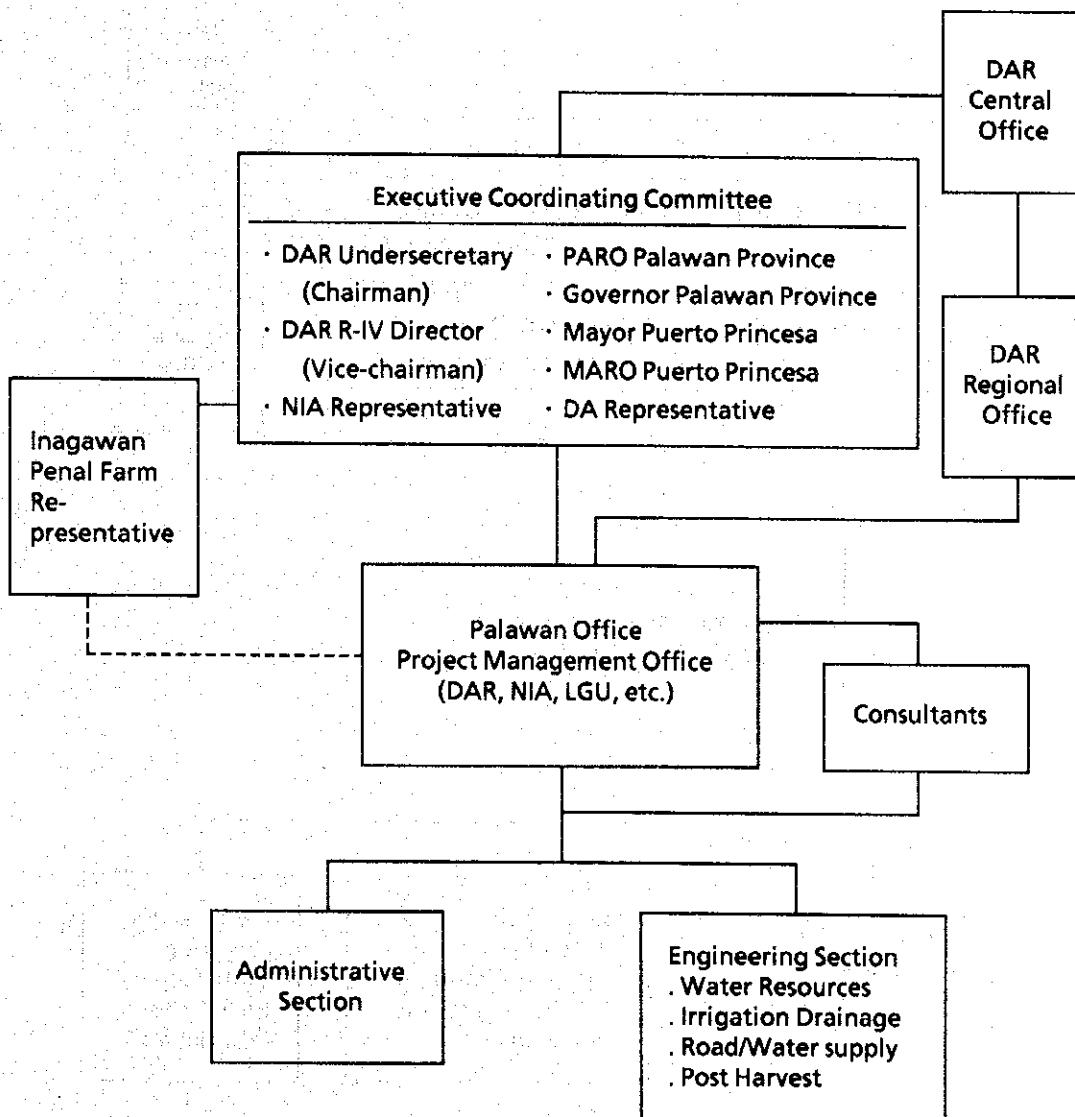 DAR
Central
Office
Executive Coordinating Committee
· DAR Undersecretary
(Chairman)
· DAR R-IV Director
(Vice-chairman)
· NIA Representative
· PARO Palawan Province
· Governor Palawan Province
· Mayor Puerto Princesa
· MARO Puerto Princesa
· DA Representative
DAR
Regional
Office
Inagawan
Penal Farm
Re-
presentative
Palawan Office
Project Management Office
(DAR, NIA, LGU, etc.)
Consultants
Administrative
Section
Engineering Section
. Water Resources
. Irrigation Drainage
. Road/Water supply
. Post Harvest